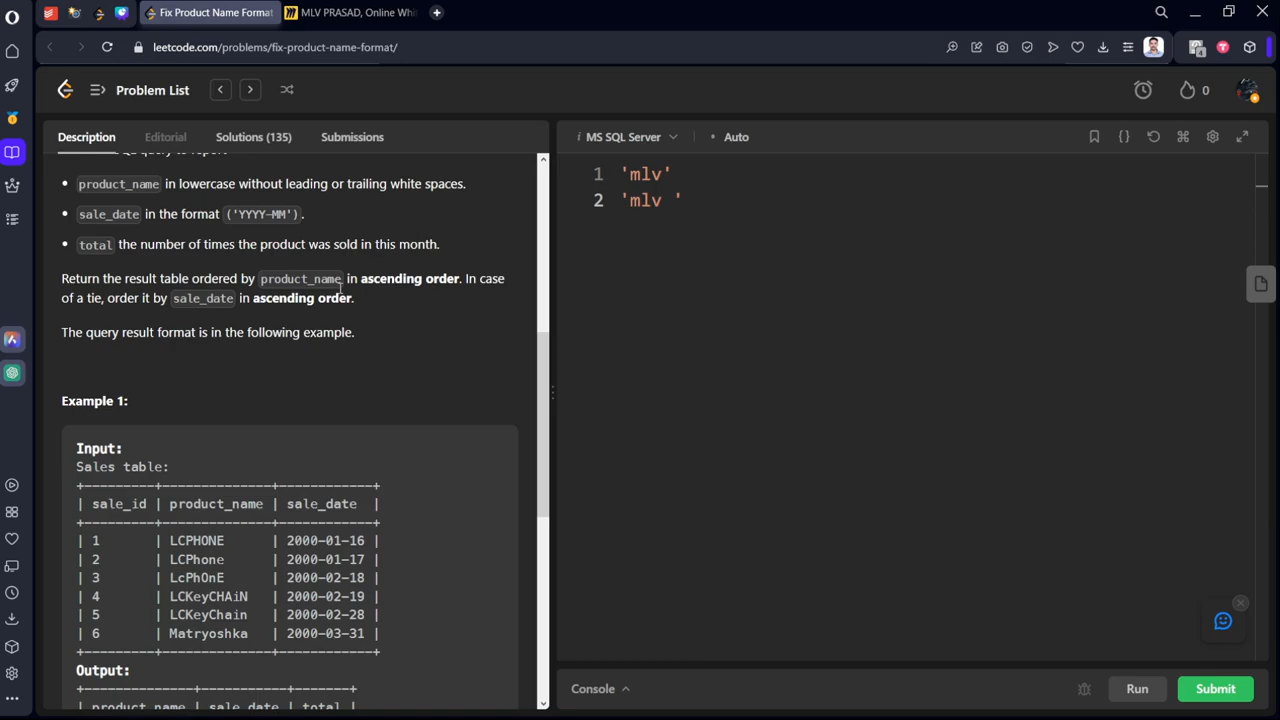 Fix Product Name Format
MLV PRASAD, Online Whi
leetcode.com/problems/fix-product-name-format/
Problem List
0
Description
Editorial
Solutions (135)
Submissions
product_name in lowercase without leading or trailing white spaces.
sale_date in the format ('YYYY-MM').
total the number of times the product was sold in this month.
Return the result table ordered by product_name in ascending order. In case
of a tie, order it by sale_date in ascending order.
The query result format is in the following example.
Example 1:
Input:
Sales table:
+---------+--------------+------------+
| sale_id | product_name | sale_date  |
+---------+--------------+------------+
| 1       | LCPHONE      | 2000-01-16 |
| 2       | LCPhone      | 2000-01-17 |
| 3       | LcPhOnE      | 2000-02-18 |
| 4       | LCKeyCHAiN   | 2000-02-19 |
| 5       | LCKeyChain   | 2000-02-28 |
| 6       | Matryoshka   | 2000-03-31 |
+---------+--------------+------------+
Output:
+--------------+-----------+-------+
| product_name | sale_date | total |
i MS SQL Server
Auto
1 'mlv'
2 'mlv '
Console
Run
Submit